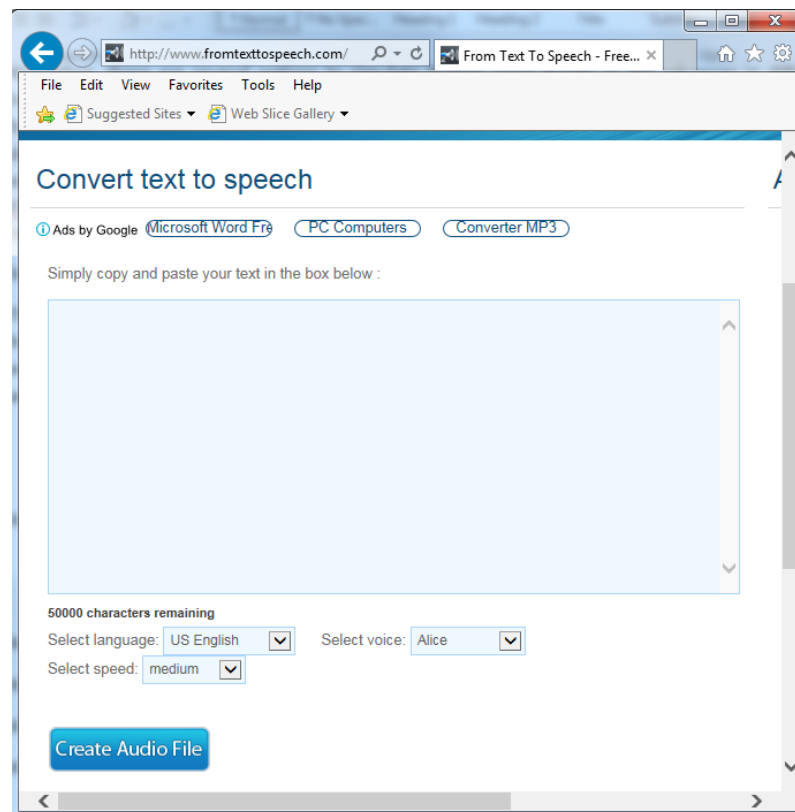 http://www.fromtexttospeech.com/
From Text To Speech - Free...
File Edit View Favorites Tools Help
Suggested Sites Web Slice Gallery
Convert text to speech
A
Ads by Google Microsoft Word Fre PC Computers Converter MP3
Simply copy and paste your text in the box below :
50000 characters remaining
Select language: US English Select voice: Alice
Select speed: medium
Create Audio File